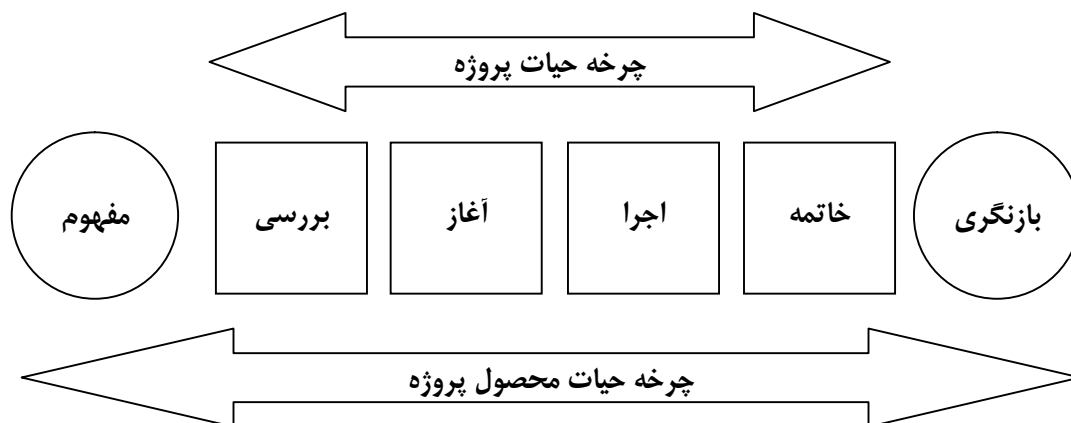 چرخه حیات پروژه
مفهوم
بررسی
آغاز
اجرا
خاتمه
بازنگری
چرخه حیات محصول پروژه